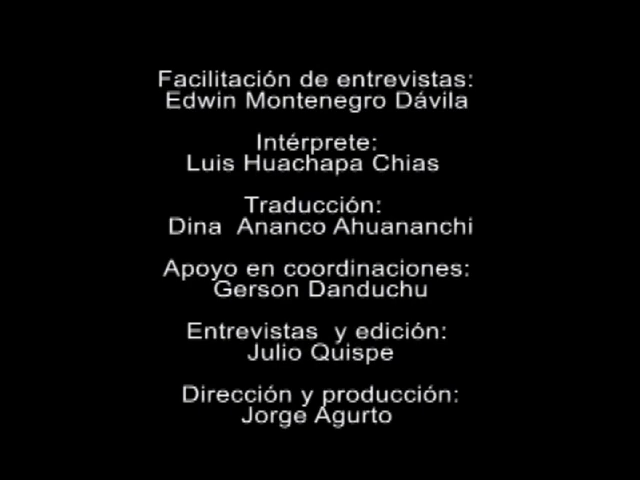 Facilitación de entrevistas:
Edwin Montenegro Dávila
Intérprete:
Luis Huachapa Chias
Traducción:
Dina Ananco Ahuananchi
Apoyo en coordinaciones:
Gerson Danduchu
Entrevistas y edición:
Julio Quispe
Dirección y producción:
Jorge Agurto